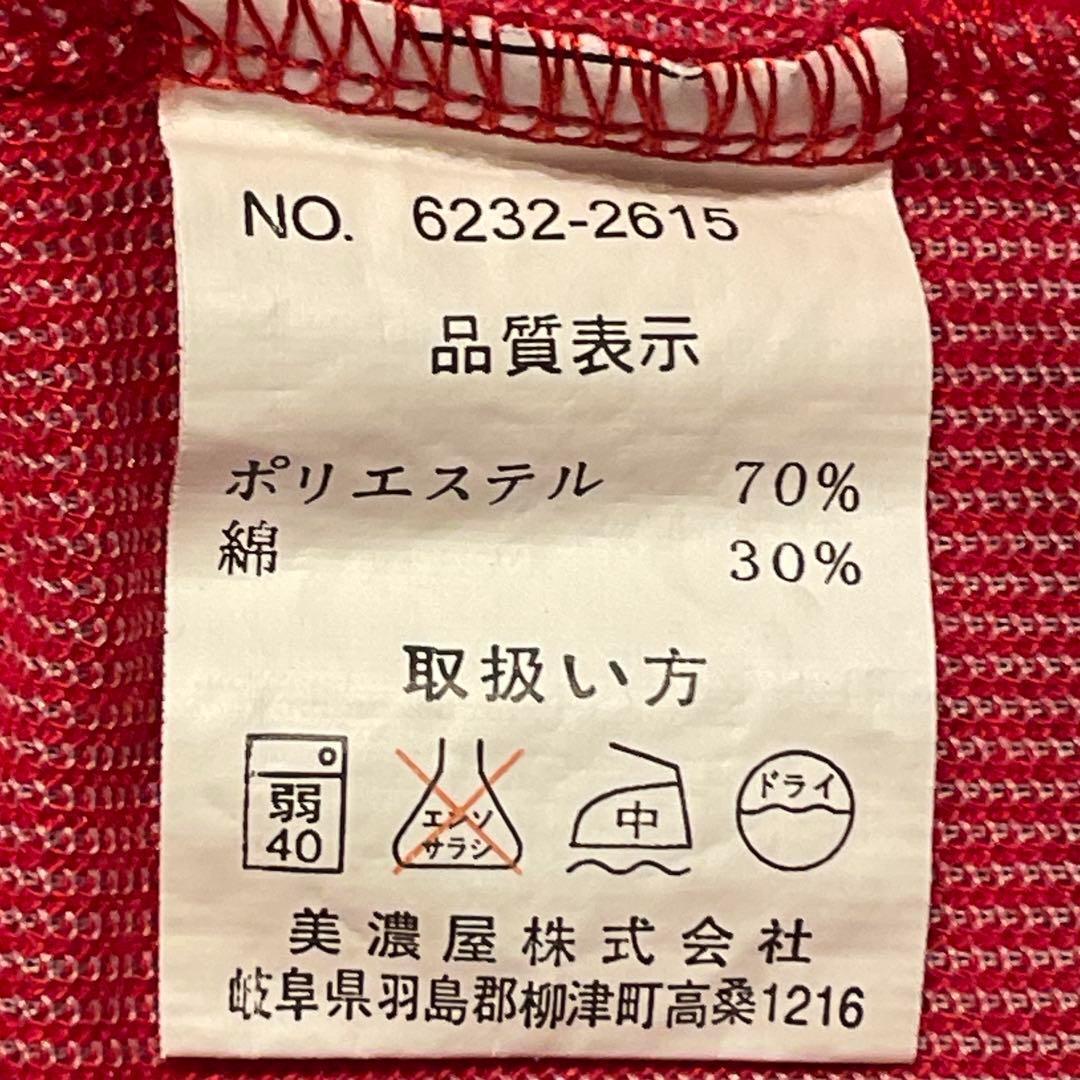 NO. 6232-2615
品質表示
ポリエステル 70%
綿 30%
取扱い方
弱
40
エンソ
サラシ
中
ドライ
美濃屋株式会社
岐阜県羽島郡柳津町高桑1216